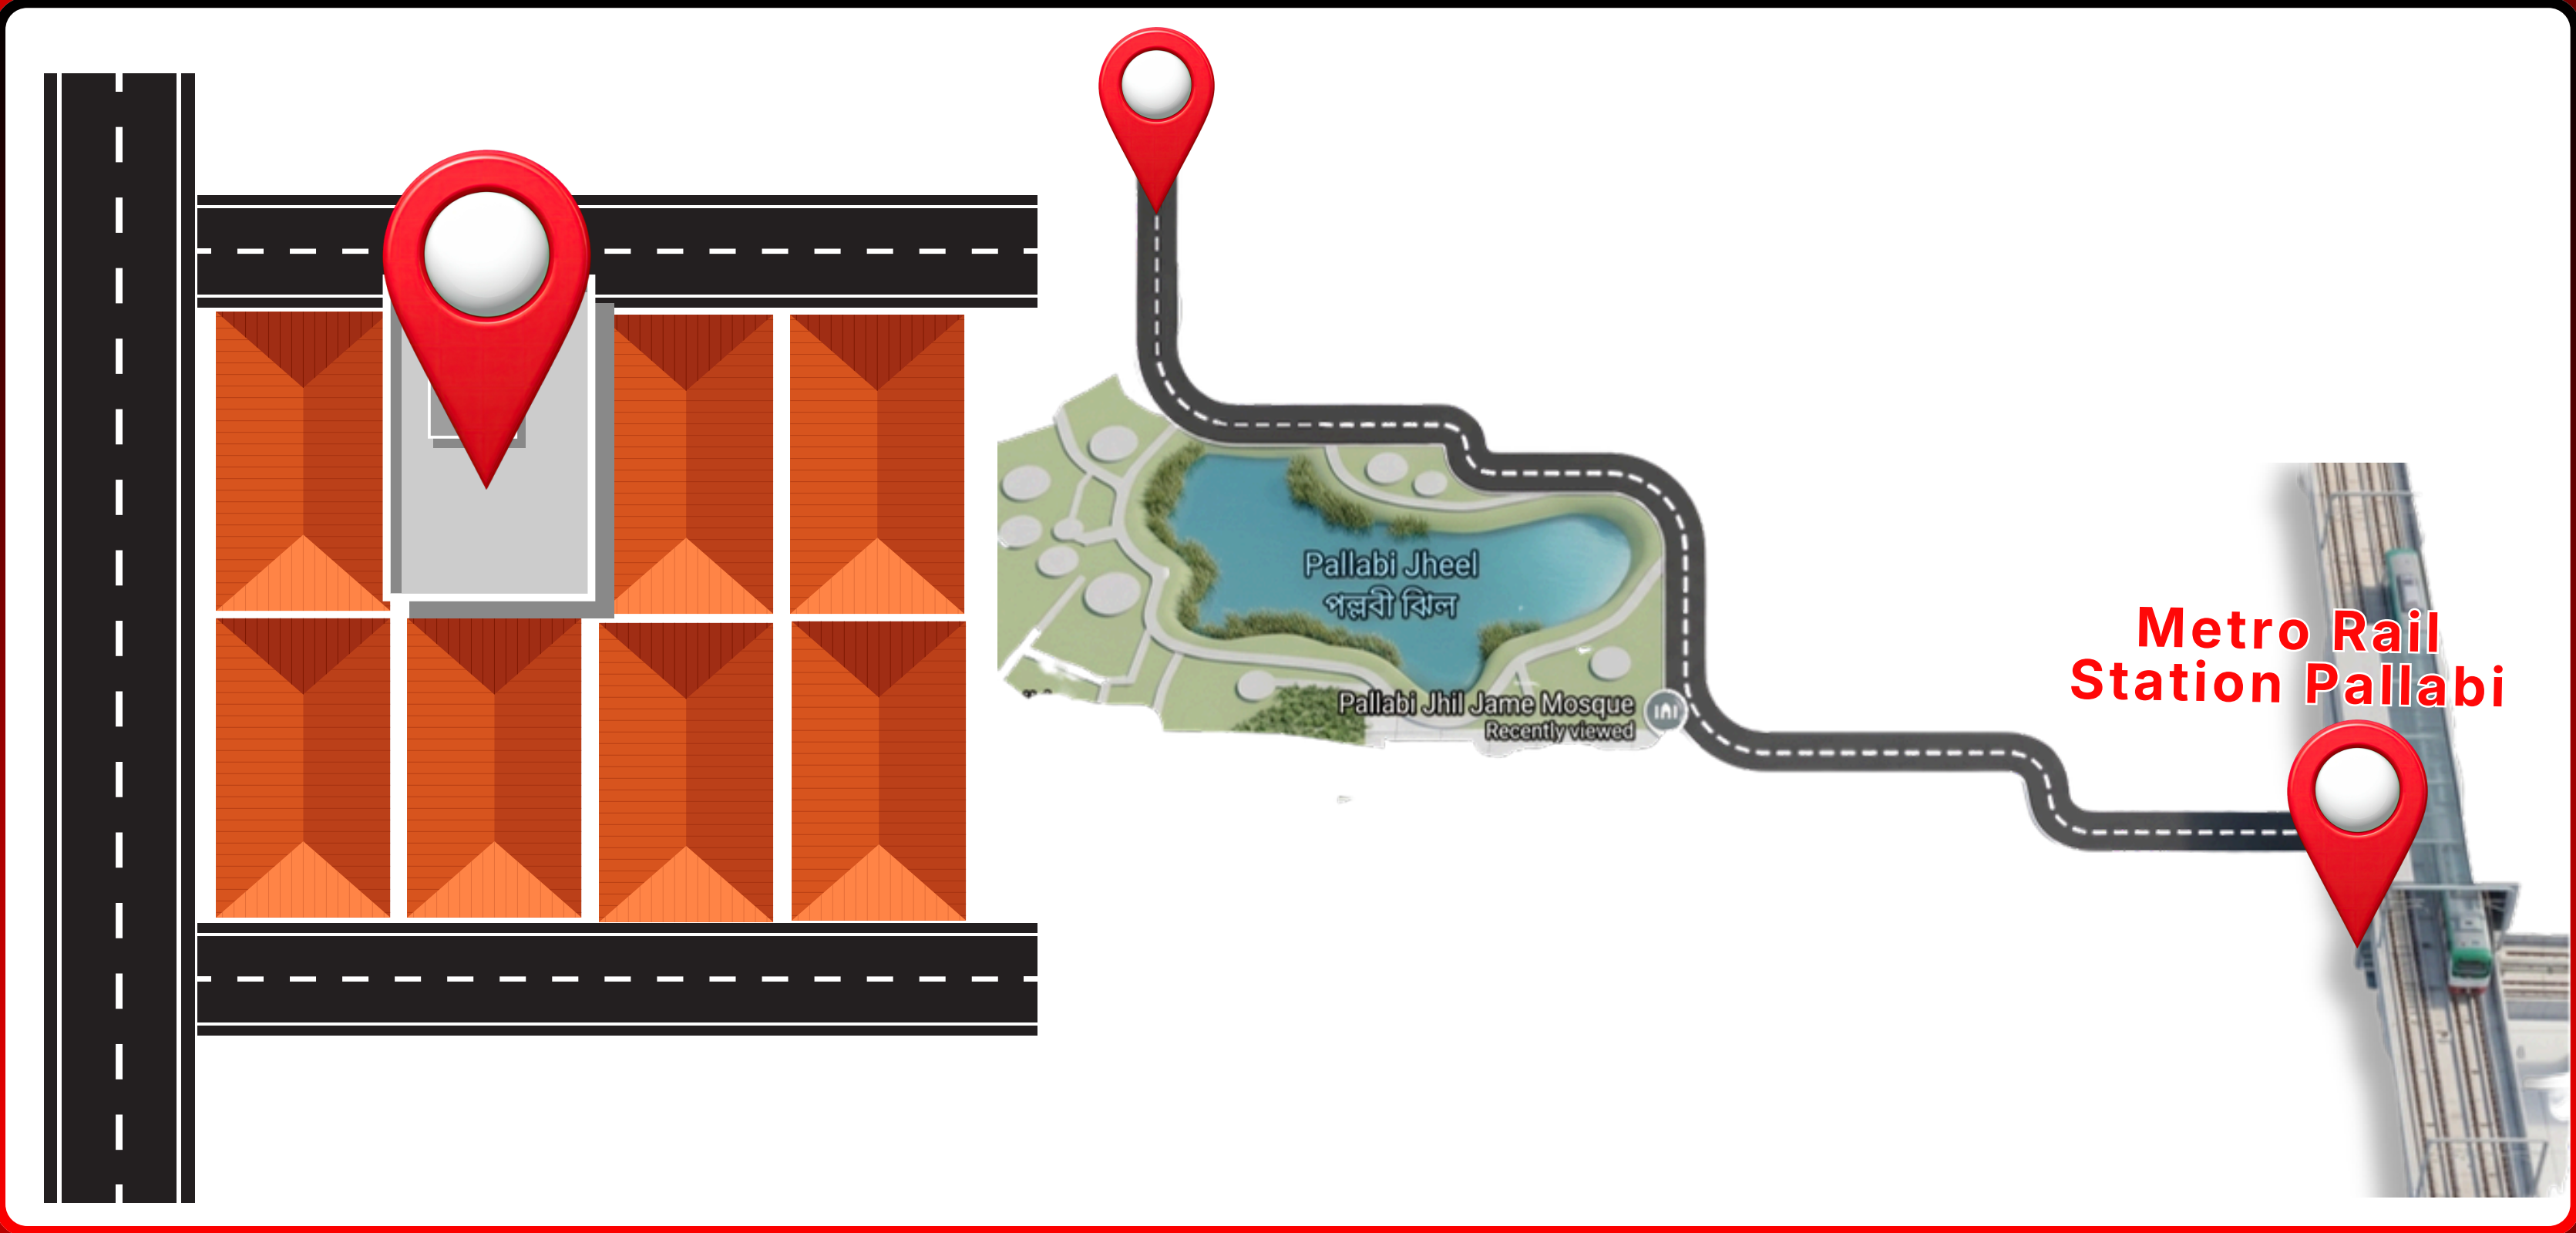 Pallabi Jheel
পল্লবী ঝিল
Pallabi Jhil Jame Mosque
Recently viewed
Metro Rail
Station Pallabi